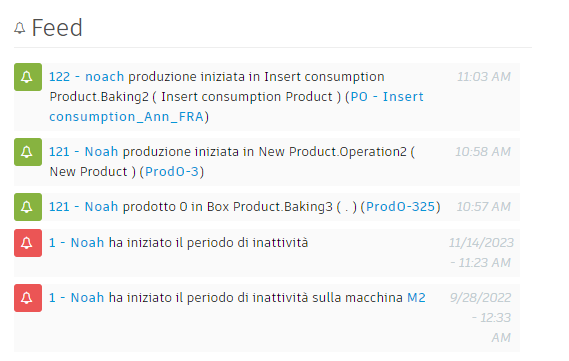 Feed
122 - noach produzione iniziata in Insert consumption 11:03 AM
Product.Baking2 ( Insert consumption Product ) (PO - Insert
consumption_Ann_FRA)
121 - Noah produzione iniziata in New Product.Operation2 ( 10:58 AM
New Product ) (ProdO-3)
121 - Noah prodotto 0 in Box Product.Baking3 ( . ) (ProdO-325) 10:57 AM
1 - Noah ha iniziato il periodo di inattività 11/14/2023
- 11:23 AM
1 - Noah ha iniziato il periodo di inattività sulla macchina M2 9/28/2022
- 12:33
AM